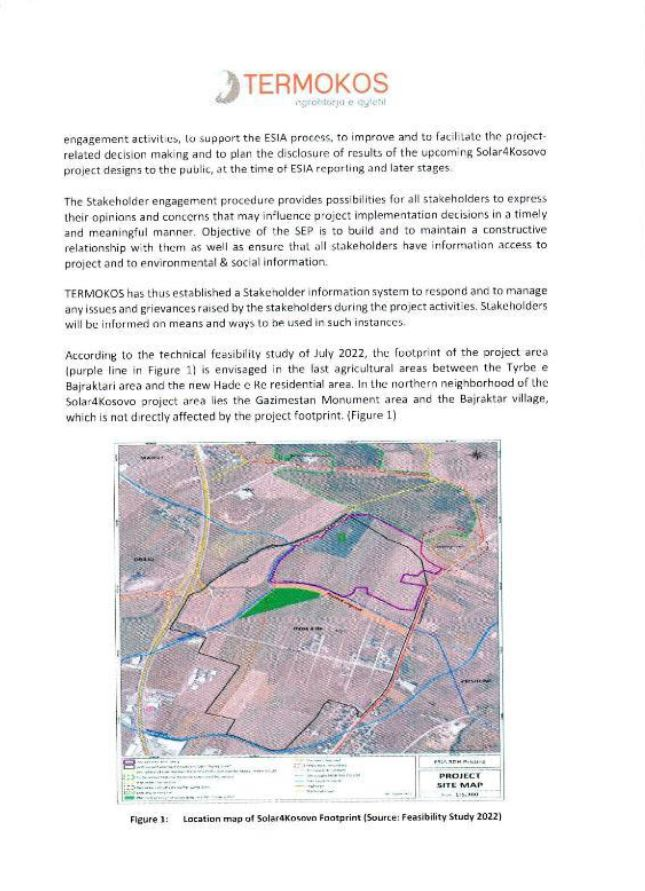 TERMOKOS
ngrohtorja e qytetit
engagement activities, to support the ESIA process, to improve and to facilitate the project-
related decision making and to plan the disclosure of results of the upcoming Solar4Kosovo
project designs to the public, at the time of ESIA reporting and later stages.
The Stakeholder engagement procedure provides possibilities for all stakeholders to express
their opinions and concerns that may influence project implementation decisions in a timely
and meaningful manner. Objective of the SEP is to build and to maintain a constructive
relationship with them as well as ensure that all stakeholders have information access to
project and to environmental & social information.
TERMOKOS has thus established a Stakeholder information system to respond and to manage
any issues and grievances raised by the stakeholders during the project activities. Stakeholders
will be informed on means and ways to be used in such instances.
According to the technical feasibility study of July 2022, the footprint of the project area
(purple line in Figure 1) is envisaged in the last agricultural areas between the Tyrbe e
Bajraktari area and the new Hade e Re residential area. In the northern neighborhood of the
Solar4Kosovo project area lies the Gazimestan Monument area and the Bajraktar village,
which is not directly affected by the project footprint. (Figure 1)
PROJECT
SITE MAP
Figure 1: Location map of Solar4Kosovo Footprint (Source: Feasibility Study 2022)